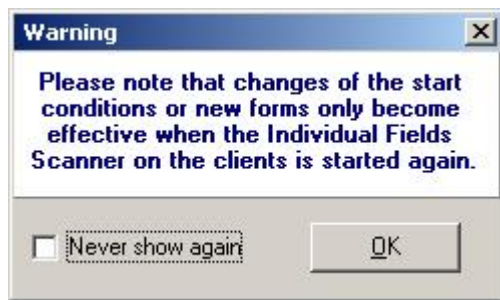 Warning
Please note that changes of the start
conditions or new forms only become
effective when the Individual Fields
Scanner on the clients is started again.
Never show again
OK